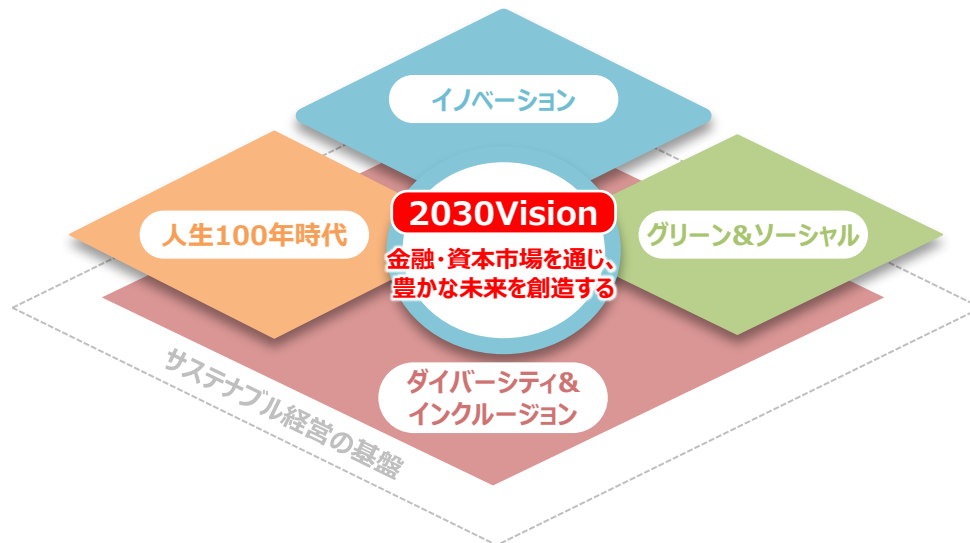 イノベーション
人生100年時代
2030Vision
金融・資本市場を通じ、
豊かな未来を創造する
グリーン&ソーシャル
ダイバーシティ&
インクルージョン
サステナブル経営の基盤